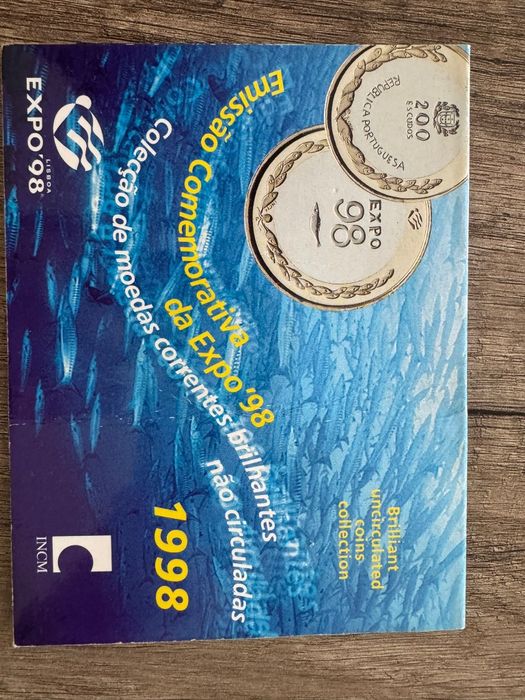 LISBOA
EXPO'98
Emissão Comemorativa
da Expo '98
Colecção de moedas correntes brilhantes
não circuladas
1998
REPÚBLICA PORTUGUESA
200
ESCUDOS
EXPO
98
Brilliant
uncirculated
coins
collection
INCM